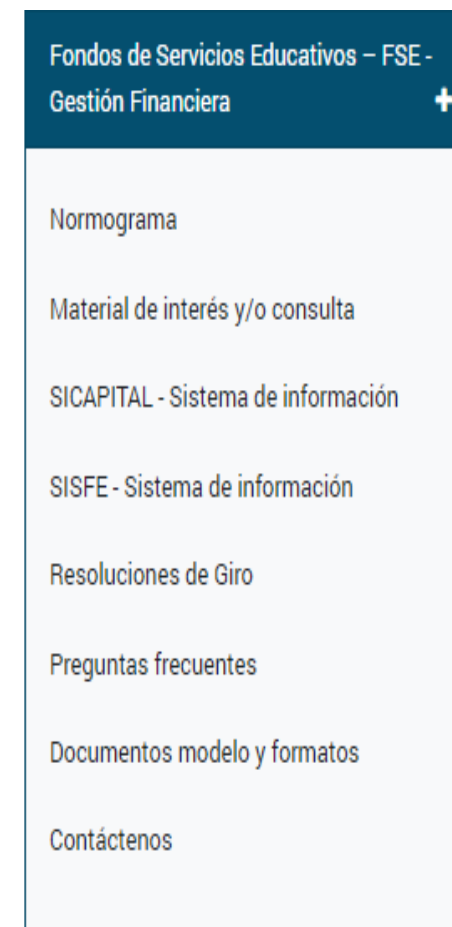 Fondos de Servicios Educativos – FSE -
Gestión Financiera +
Normograma
Material de interés y/o consulta
SICAPITAL - Sistema de información
SISFE - Sistema de información
Resoluciones de Giro
Preguntas frecuentes
Documentos modelo y formatos
Contáctenos